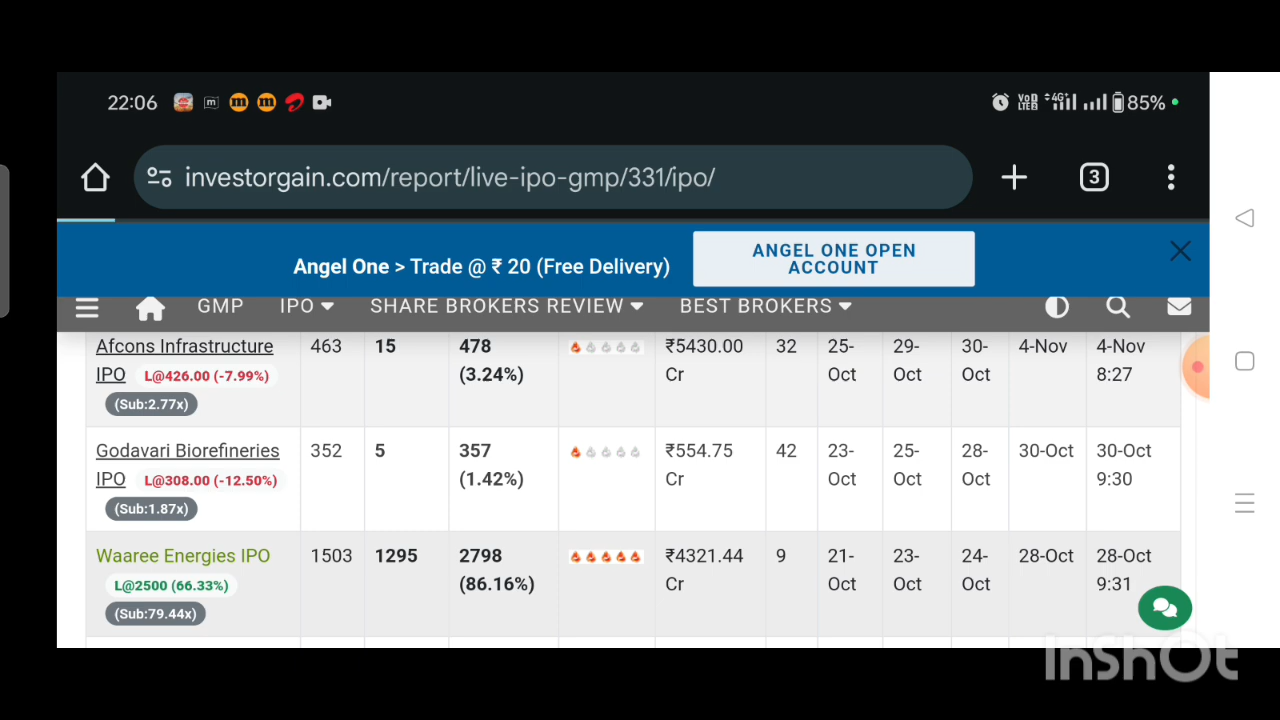 22:06
VoD LTEB 4G+ 85%
investorgain.com/report/live-ipo-gmp/331/ipo/
3
Angel One > Trade @ ₹ 20 (Free Delivery)
ANGEL ONE OPEN
ACCOUNT
GMP IPO SHARE BROKERS REVIEW BEST BROKERS
Afcons Infrastructure 463 15 478 ₹5430.00 32 25- 29- 30- 4-Nov 4-Nov
IPO L@426.00 (-7.99%) (3.24%) Cr Oct Oct Oct 8:27
(Sub:2.77x)
Godavari Biorefineries 352 5 357 ₹554.75 42 23- 25- 28- 30-Oct 30-Oct
IPO L@308.00 (-12.50%) (1.42%) Cr Oct Oct Oct 9:30
(Sub:1.87x)
Waaree Energies IPO 1503 1295 2798 ₹4321.44 9 21- 23- 24- 28-Oct 28-Oct
L@2500 (66.33%) (86.16%) Cr Oct Oct Oct 9:31
(Sub:79.44x)
InShOt